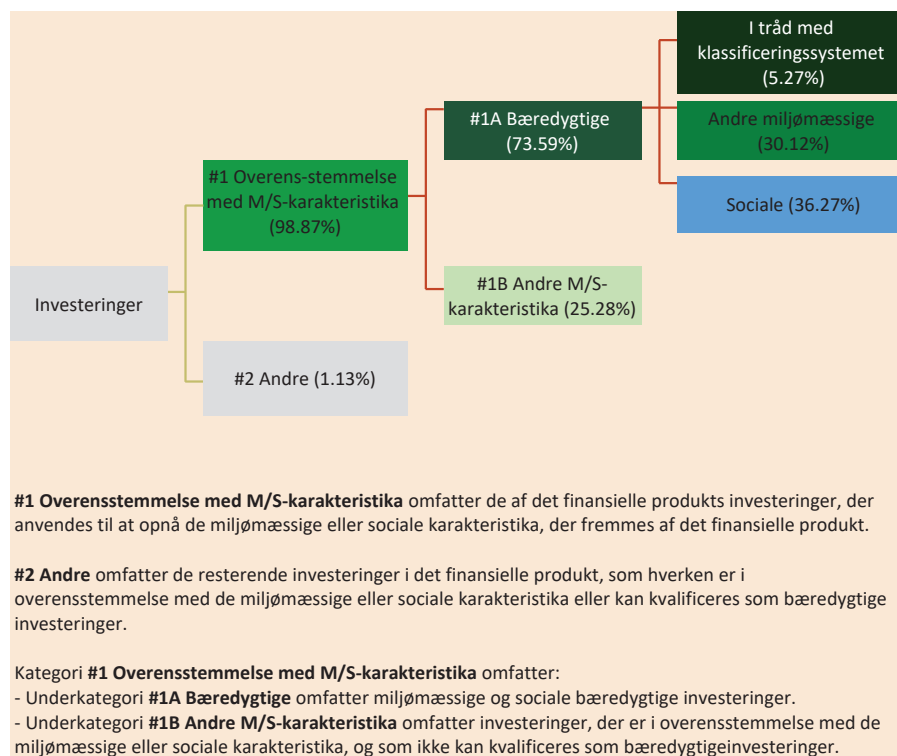 I tråd med
klassificeringssystemet
(5.27%)
#1A Bæredygtige
(73.59%)
Andre miljømæssige
(30.12%)
#1 Overens-stemmelse
med M/S-karakteristika
(98.87%)
Sociale (36.27%)
Investeringer
#1B Andre M/S-
karakteristika (25.28%)
#2 Andre (1.13%)
#1 Overensstemmelse med M/S-karakteristika omfatter de af det finansielle produkts investeringer, der
anvendes til at opnå de miljømæssige eller sociale karakteristika, der fremmes af det finansielle produkt.
#2 Andre omfatter de resterende investeringer i det finansielle produkt, som hverken er i
overensstemmelse med de miljømæssige eller sociale karakteristika eller kan kvalificeres som bæredygtige
investeringer.
Kategori #1 Overensstemmelse med M/S-karakteristika omfatter:
- Underkategori #1A Bæredygtige omfatter miljømæssige og sociale bæredygtige investeringer.
- Underkategori #1B Andre M/S-karakteristika omfatter investeringer, der er i overensstemmelse med de
miljømæssige eller sociale karakteristika, og som ikke kan kvalificeres som bæredygtigeinvesteringer.